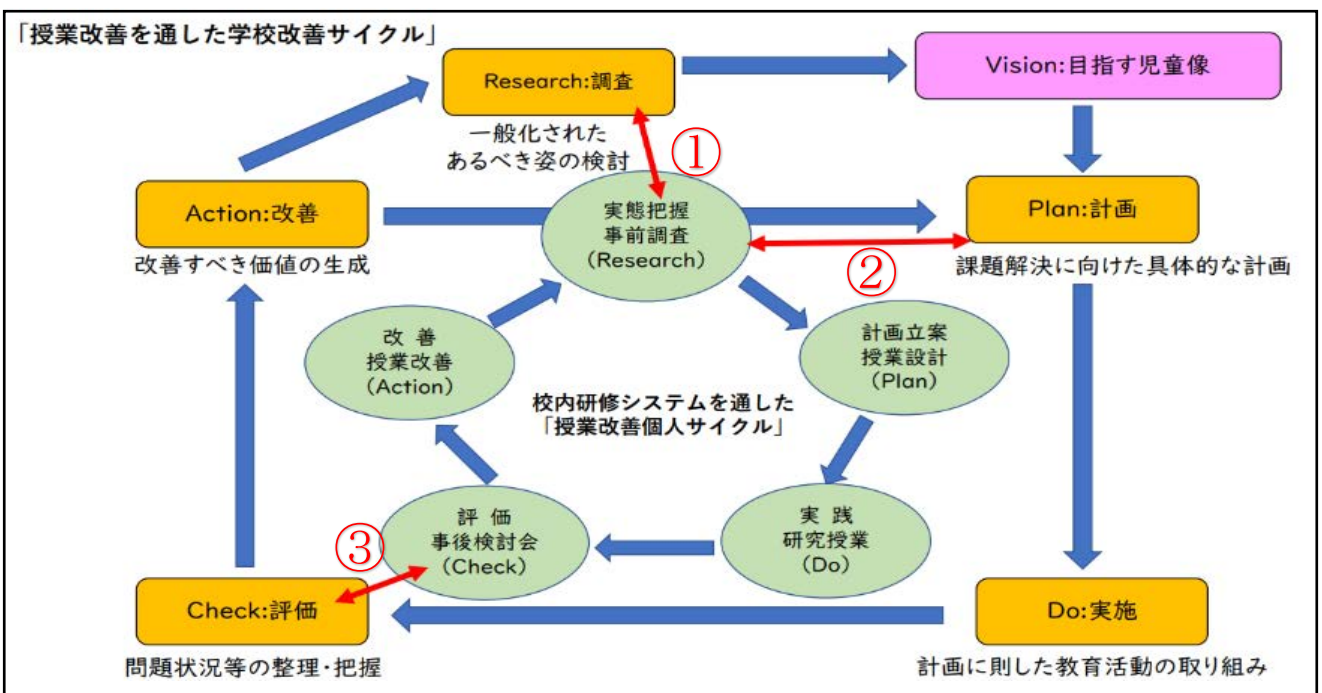 「授業改善を通した学校改善サイクル」
Research:調査
Vision:目指す児童像
一般化された
あるべき姿の検討
①
Action:改善
改善すべき価値の生成
実態把握
事前調査
(Research)
Plan:計画
課題解決に向けた具体的な計画
②
改 善
授業改善
(Action)
計画立案
授業設計
(Plan)
校内研修システムを通した
「授業改善個人サイクル」
評 価
事後検討会
(Check)
③
実 践
研究授業
(Do)
Check:評価
問題状況等の整理・把握
Do:実施
計画に則した教育活動の取り組み